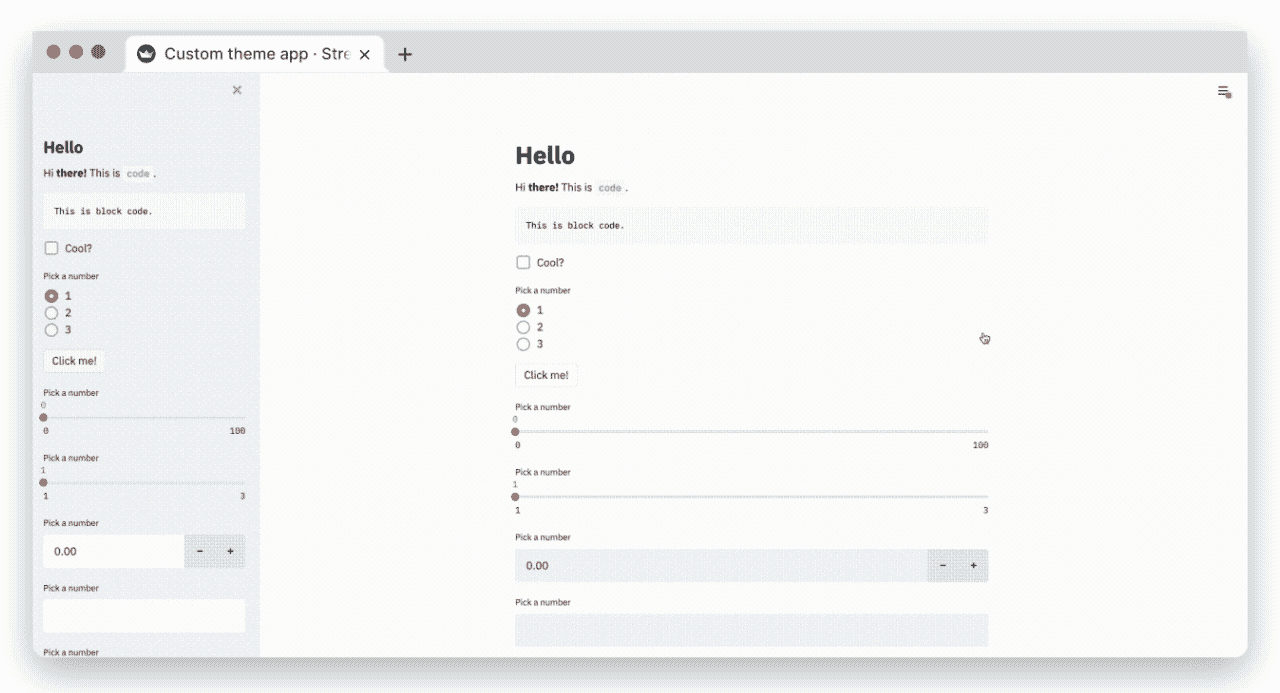 Custom theme app · Stre
Hello
Hi there! This is code .
This is block code.
Cool?
Pick a number
1
2
3
Click me!
Pick a number
0
0 100
Pick a number
1
1 3
Pick a number
0.00 - +
Pick a number
Pick a number
Hello
Hi there! This is code .
This is block code.
Cool?
Pick a number
1
2
3
Click me!
Pick a number
0
0 100
Pick a number
1
1 3
Pick a number
0.00 - +
Pick a number